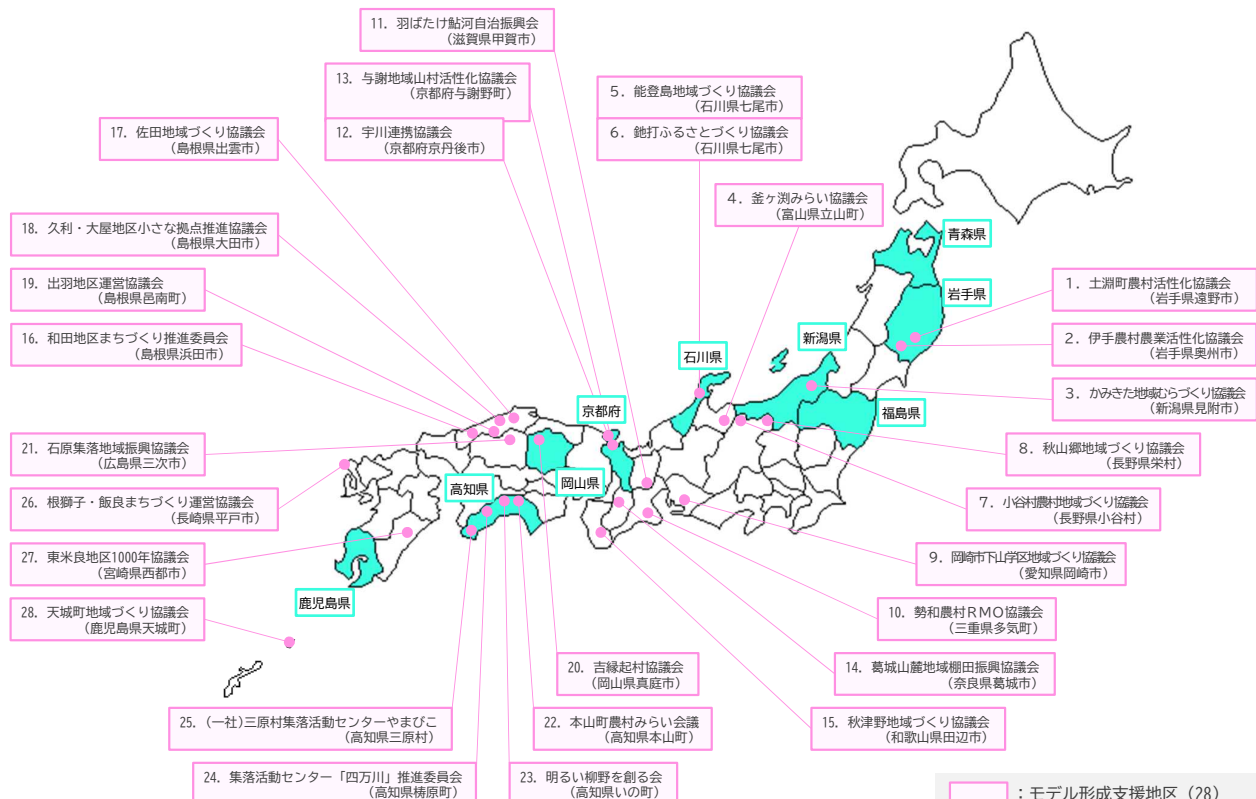 11. 羽ばたけ鮎河自治振興会
(滋賀県甲賀市)
13. 与謝地域山村活性化協議会
(京都府与謝野町)
12. 宇川連携協議会
(京都府京丹後市)
5. 能登島地域づくり協議会
(石川県七尾市)
6. 釶打ふるさとづくり協議会
(石川県七尾市)
17. 佐田地域づくり協議会
(島根県出雲市)
4. 釜ヶ渕みらい協議会
(富山県立山町)
18. 久利・大屋地区小さな拠点推進協議会
(島根県大田市)
19. 出羽地区運営協議会
(島根県邑南町)
16. 和田地区まちづくり推進委員会
(島根県浜田市)
21. 石原集落地域振興協議会
(広島県三次市)
26. 根獅子・飯良まちづくり運営協議会
(長崎県平戸市)
27. 東米良地区1000年協議会
(宮崎県西都市)
28. 天城町地域づくり協議会
(鹿児島県天城町)
青森県
岩手県
新潟県
石川県
福島県
京都府
岡山県
高知県
鹿児島県
1. 土淵町農村活性化協議会
(岩手県遠野市)
2. 伊手農村農業活性化協議会
(岩手県奥州市)
3. かみきた地域むらづくり協議会
(新潟県見附市)
8. 秋山郷地域づくり協議会
(長野県栄村)
7. 小谷村農村地域づくり協議会
(長野県小谷村)
9. 岡崎市下山学区地域づくり協議会
(愛知県岡崎市)
10. 勢和農村RMO協議会
(三重県多気町)
14. 葛城山麓地域棚田振興協議会
(奈良県葛城市)
15. 秋津野地域づくり協議会
(和歌山県田辺市)
20. 吉縁起村協議会
(岡山県真庭市)
22. 本山町農村みらい会議
(高知県本山町)
25. (一社)三原村集落活動センターやまびこ
(高知県三原村)
24. 集落活動センター「四万川」推進委員会
(高知県梼原町)
23. 明るい柳野を創る会
(高知県いの町)
:モデル形成支援地区(28)